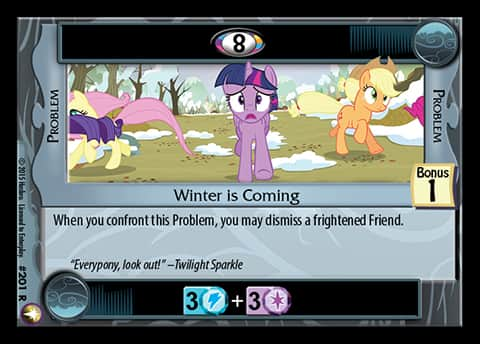 8
PROBLEM
PROBLEM
Bonus
1
Winter is Coming
When you confront this Problem, you may dismiss a frightened Friend.
“Everypony, look out!” –Twilight Sparkle
3 + 3
© 2015 Hasbro. Licensed to Enterplay.
#201 R